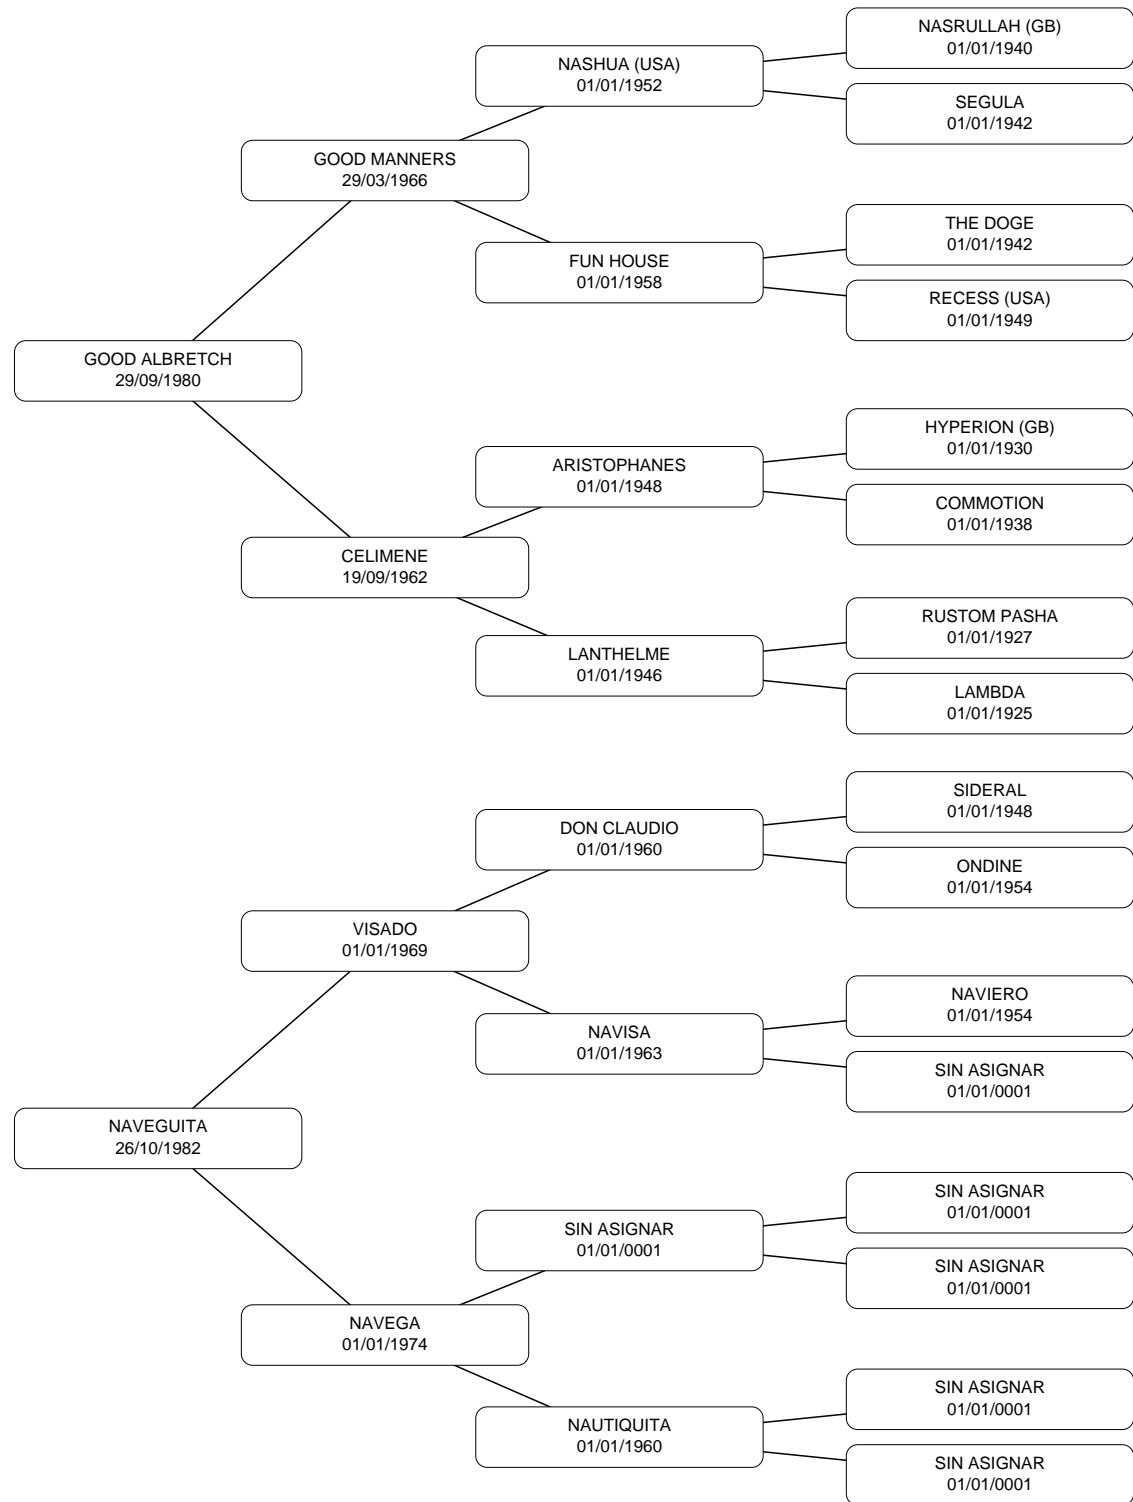 NASRULLAH (GB)
01/01/1940
NASHUA (USA)
01/01/1952
SEGULA
01/01/1942
GOOD MANNERS
29/03/1966
THE DOGE
01/01/1942
FUN HOUSE
01/01/1958
RECESS (USA)
01/01/1949
GOOD ALBRETCH
29/09/1980
HYPERION (GB)
01/01/1930
ARISTOPHANES
01/01/1948
COMMOTION
01/01/1938
CELIMENE
19/09/1962
RUSTOM PASHA
01/01/1927
LANTHELME
01/01/1946
LAMBDA
01/01/1925
SIDERAL
01/01/1948
DON CLAUDIO
01/01/1960
ONDINE
01/01/1954
VISADO
01/01/1969
NAVIERO
01/01/1954
NAVISA
01/01/1963
SIN ASIGNAR
01/01/0001
NAVEGUITA
26/10/1982
SIN ASIGNAR
01/01/0001
SIN ASIGNAR
01/01/0001
SIN ASIGNAR
01/01/0001
NAVEGA
01/01/1974
SIN ASIGNAR
01/01/0001
NAUTIQUITA
01/01/1960
SIN ASIGNAR
01/01/0001